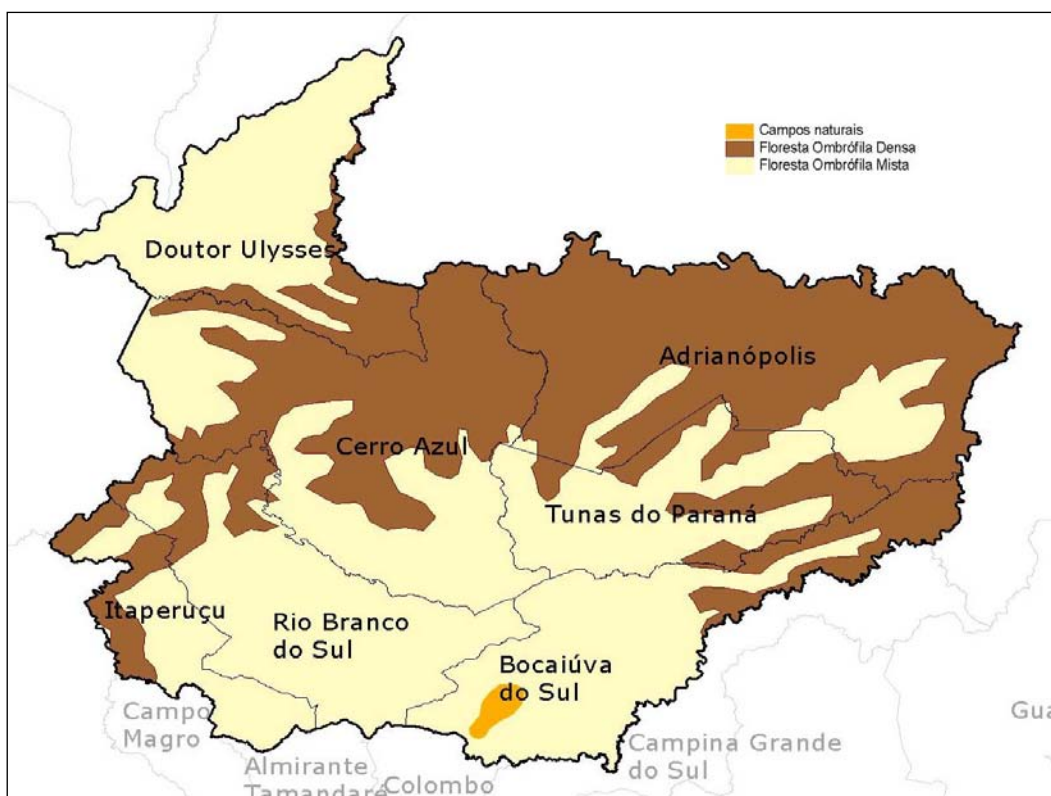 Campos naturais
Floresta Ombrófila Densa
Floresta Ombrófila Mista
Doutor Ulysses
Adrianópolis
Cerro Azul
Tunas do Paraná
Itaperuçu
Rio Branco
do Sul
Bocaiúva
do Sul
Campo
Magro
Campina Grande
do Sul
Almirante
Tamandaré
Colombo